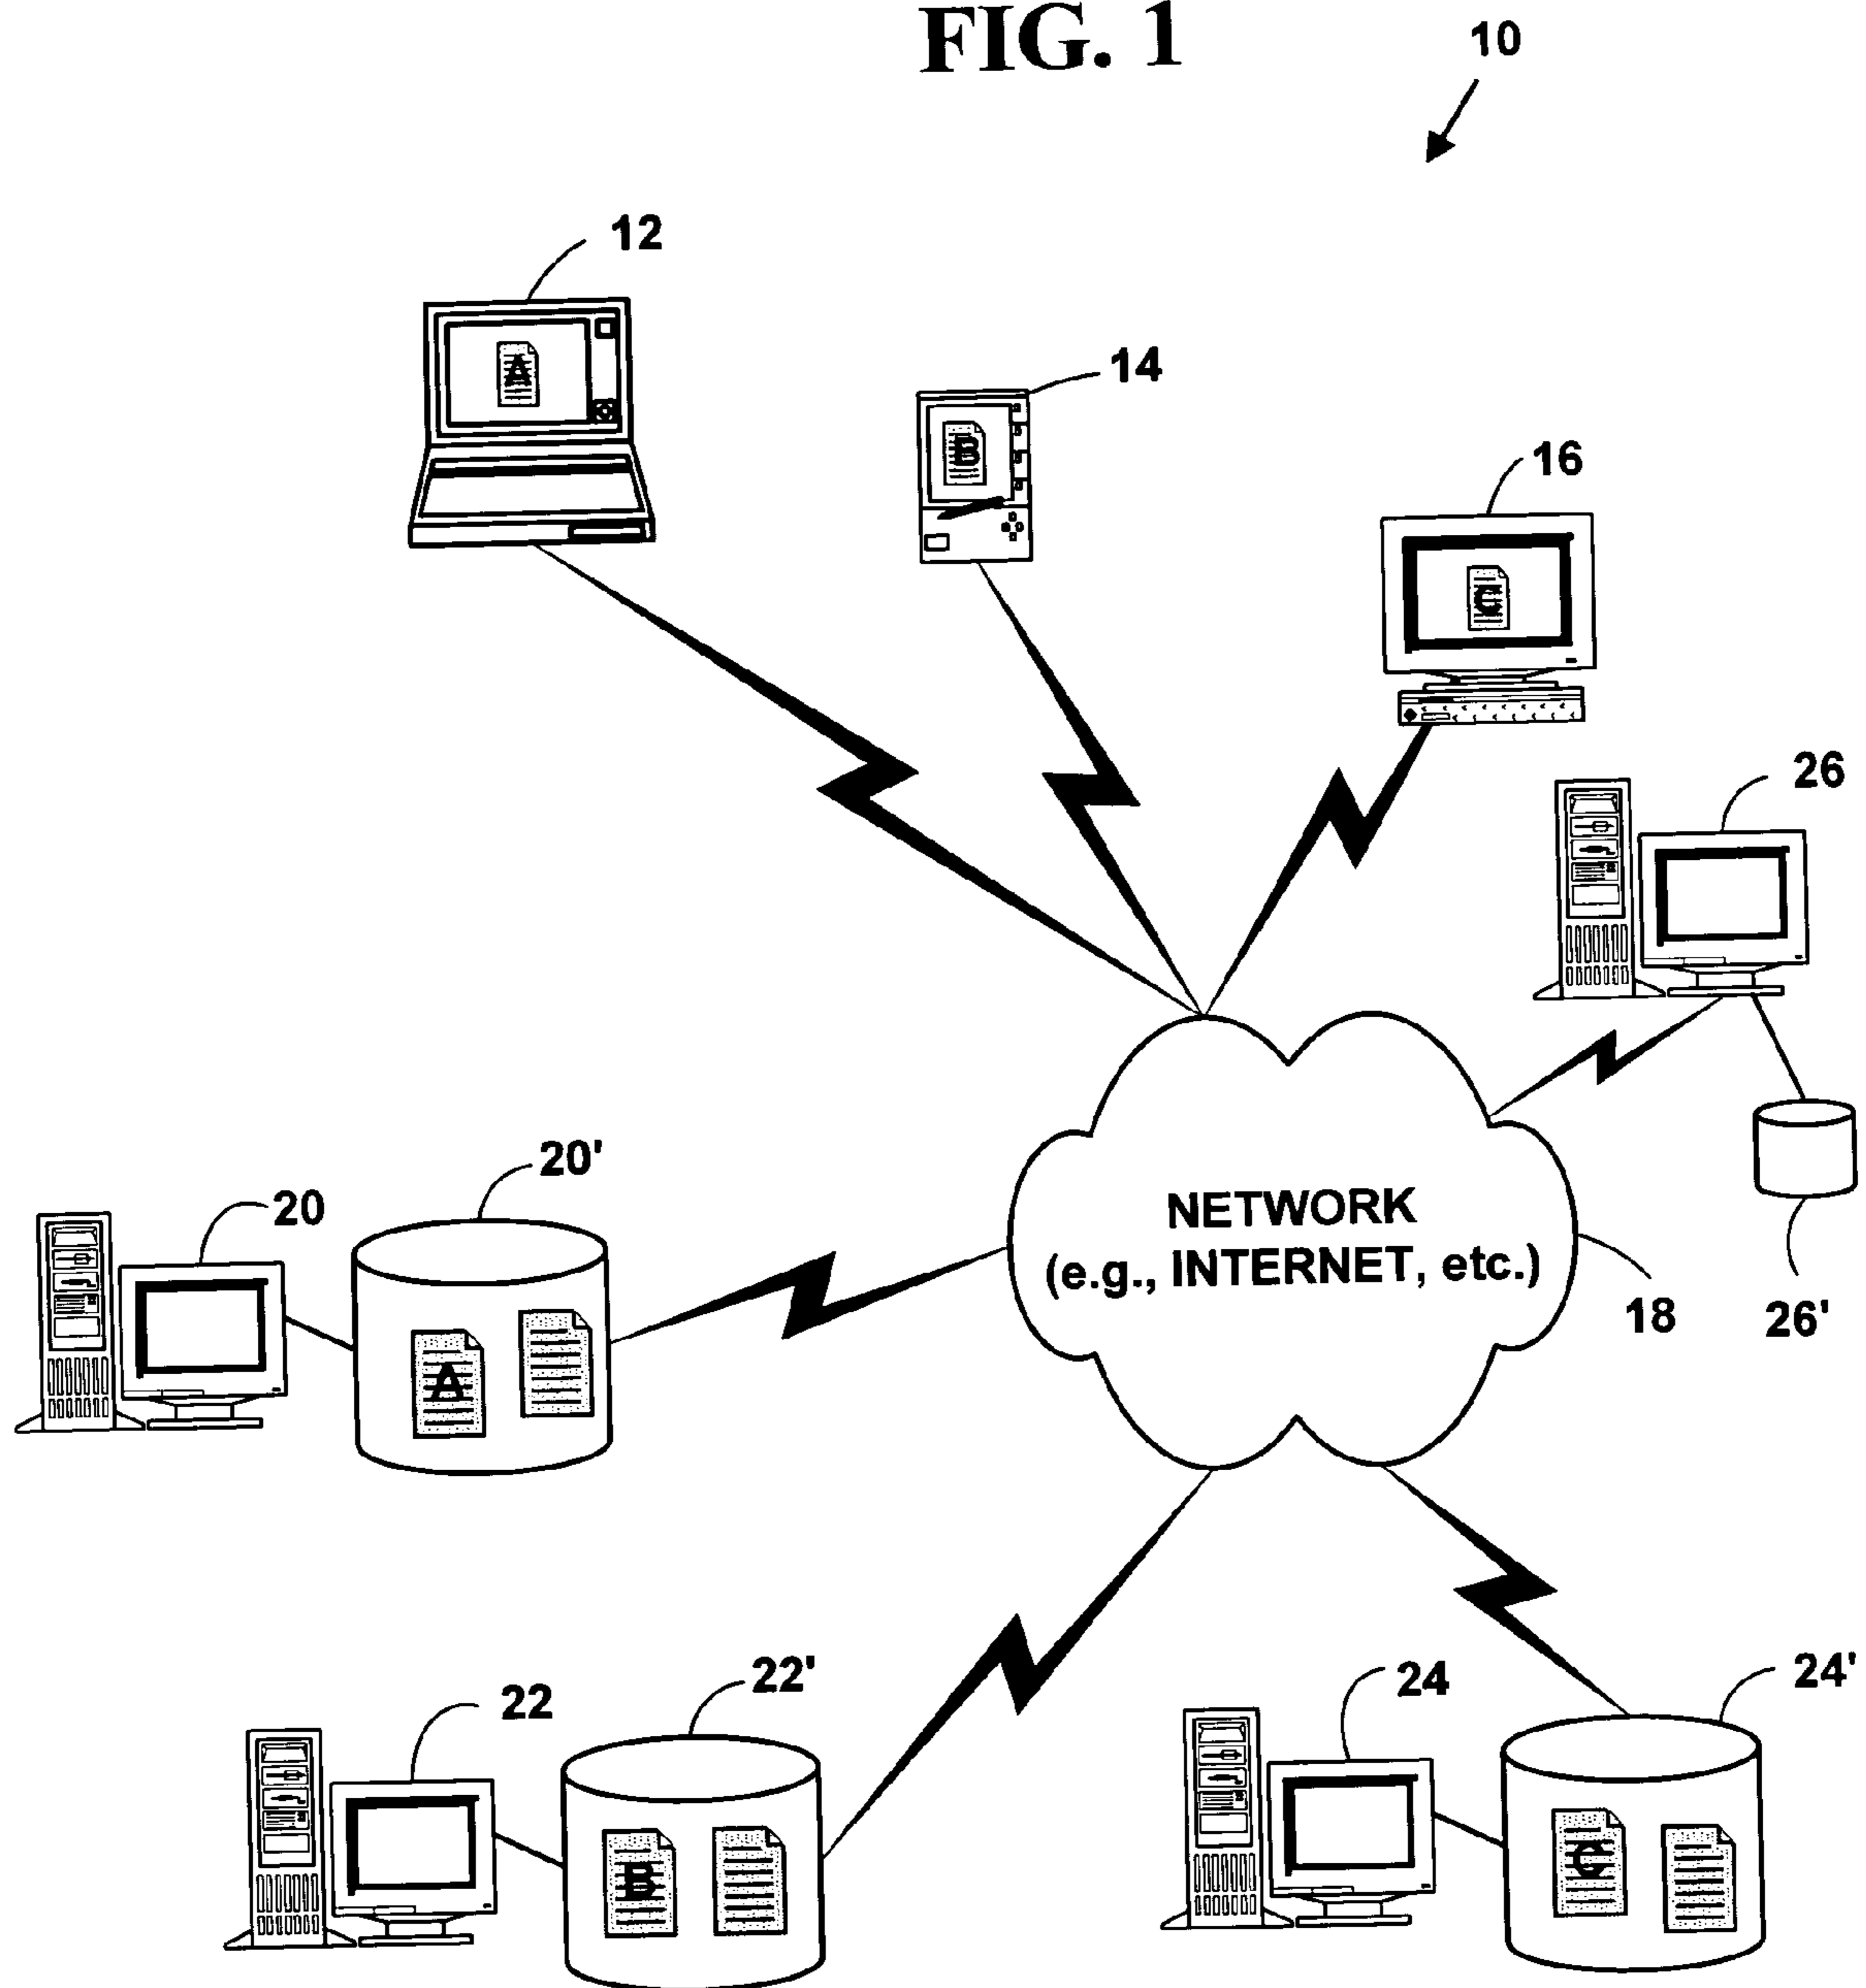 FIG. 1
10
12
A
14
B
16
C
26
NETWORK
(e.g., INTERNET, etc.)
18
26'
20'
20
A
22'
22
B
24
24'
C